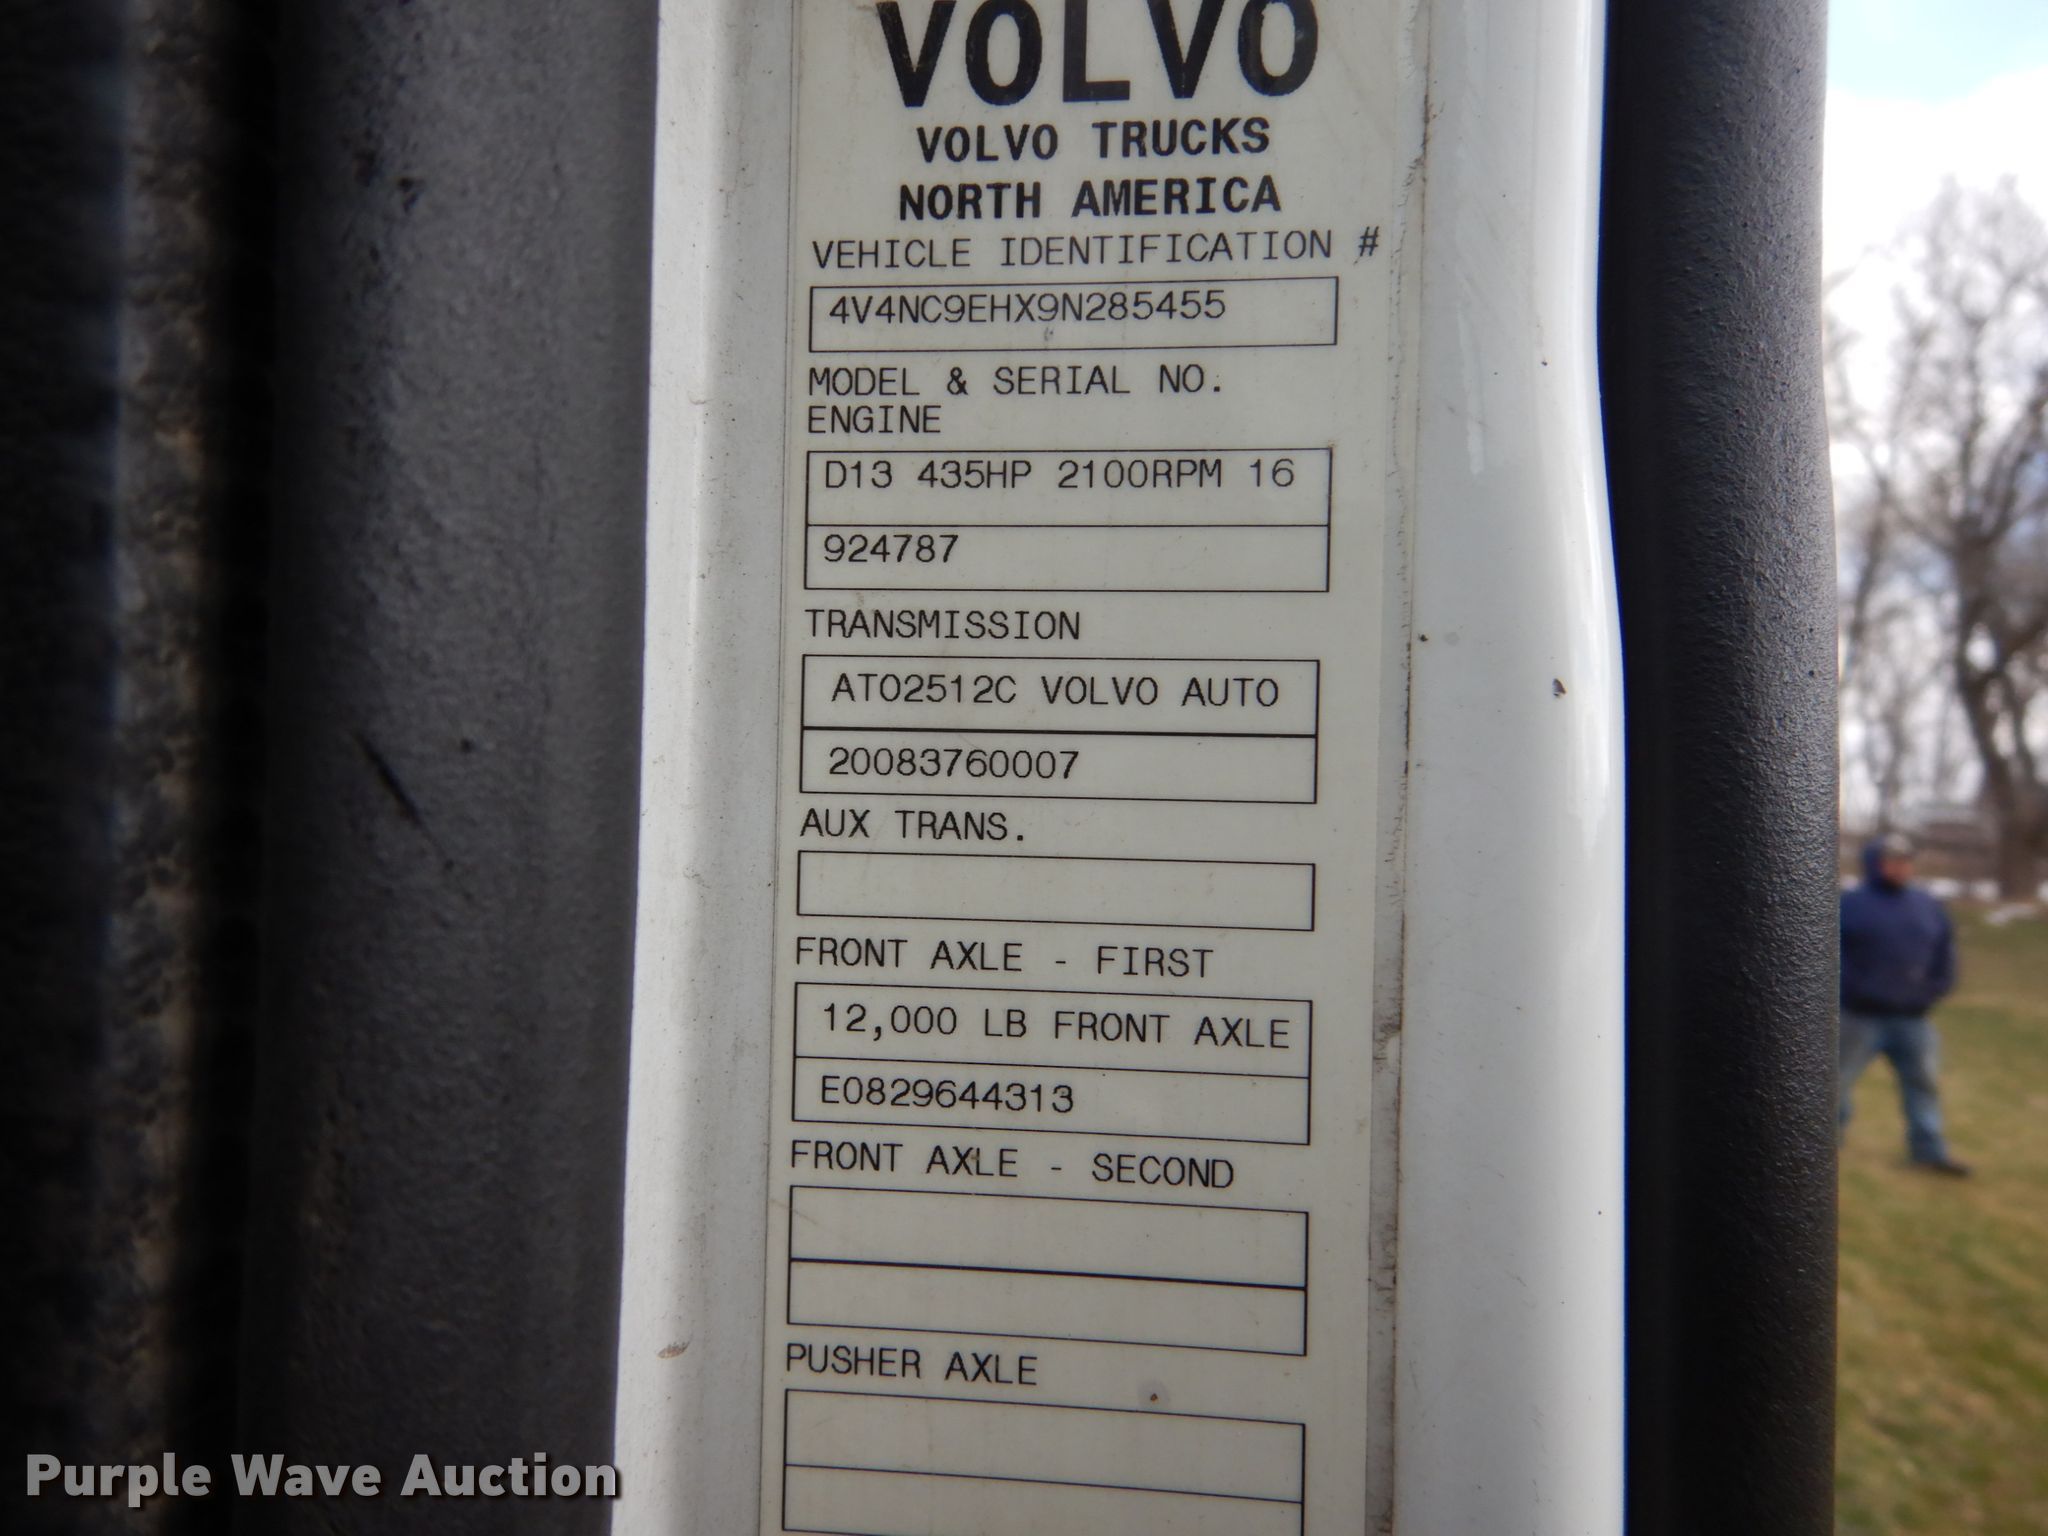 VOLVO
VOLVO TRUCKS
NORTH AMERICA
VEHICLE IDENTIFICATION #
4V4NC9EHX9N285455
MODEL & SERIAL NO.
ENGINE
D13 435HP 2100RPM 16
924787
TRANSMISSION
ATO2512C VOLVO AUTO
20083760007
AUX TRANS.
FRONT AXLE - FIRST
12,000 LB FRONT AXLE
E0829644313
FRONT AXLE - SECOND
PUSHER AXLE
Purple Wave Auction